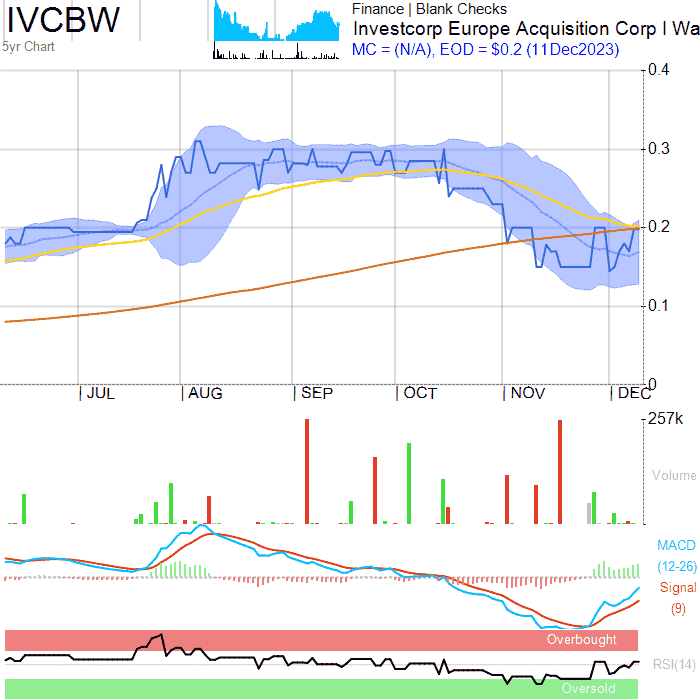 IVCBW
5yr Chart
Finance | Blank Checks
Investcorp Europe Acquisition Corp I Wa
MC = (N/A), EOD = $0.2 (11Dec2023)
0.4
0.3
0.2
0.1
0
| JUL | AUG | SEP | OCT | NOV | DEC
257k
Volume
MACD
(12-26)
Signal
(9)
Overbought
RSI(14)
Oversold